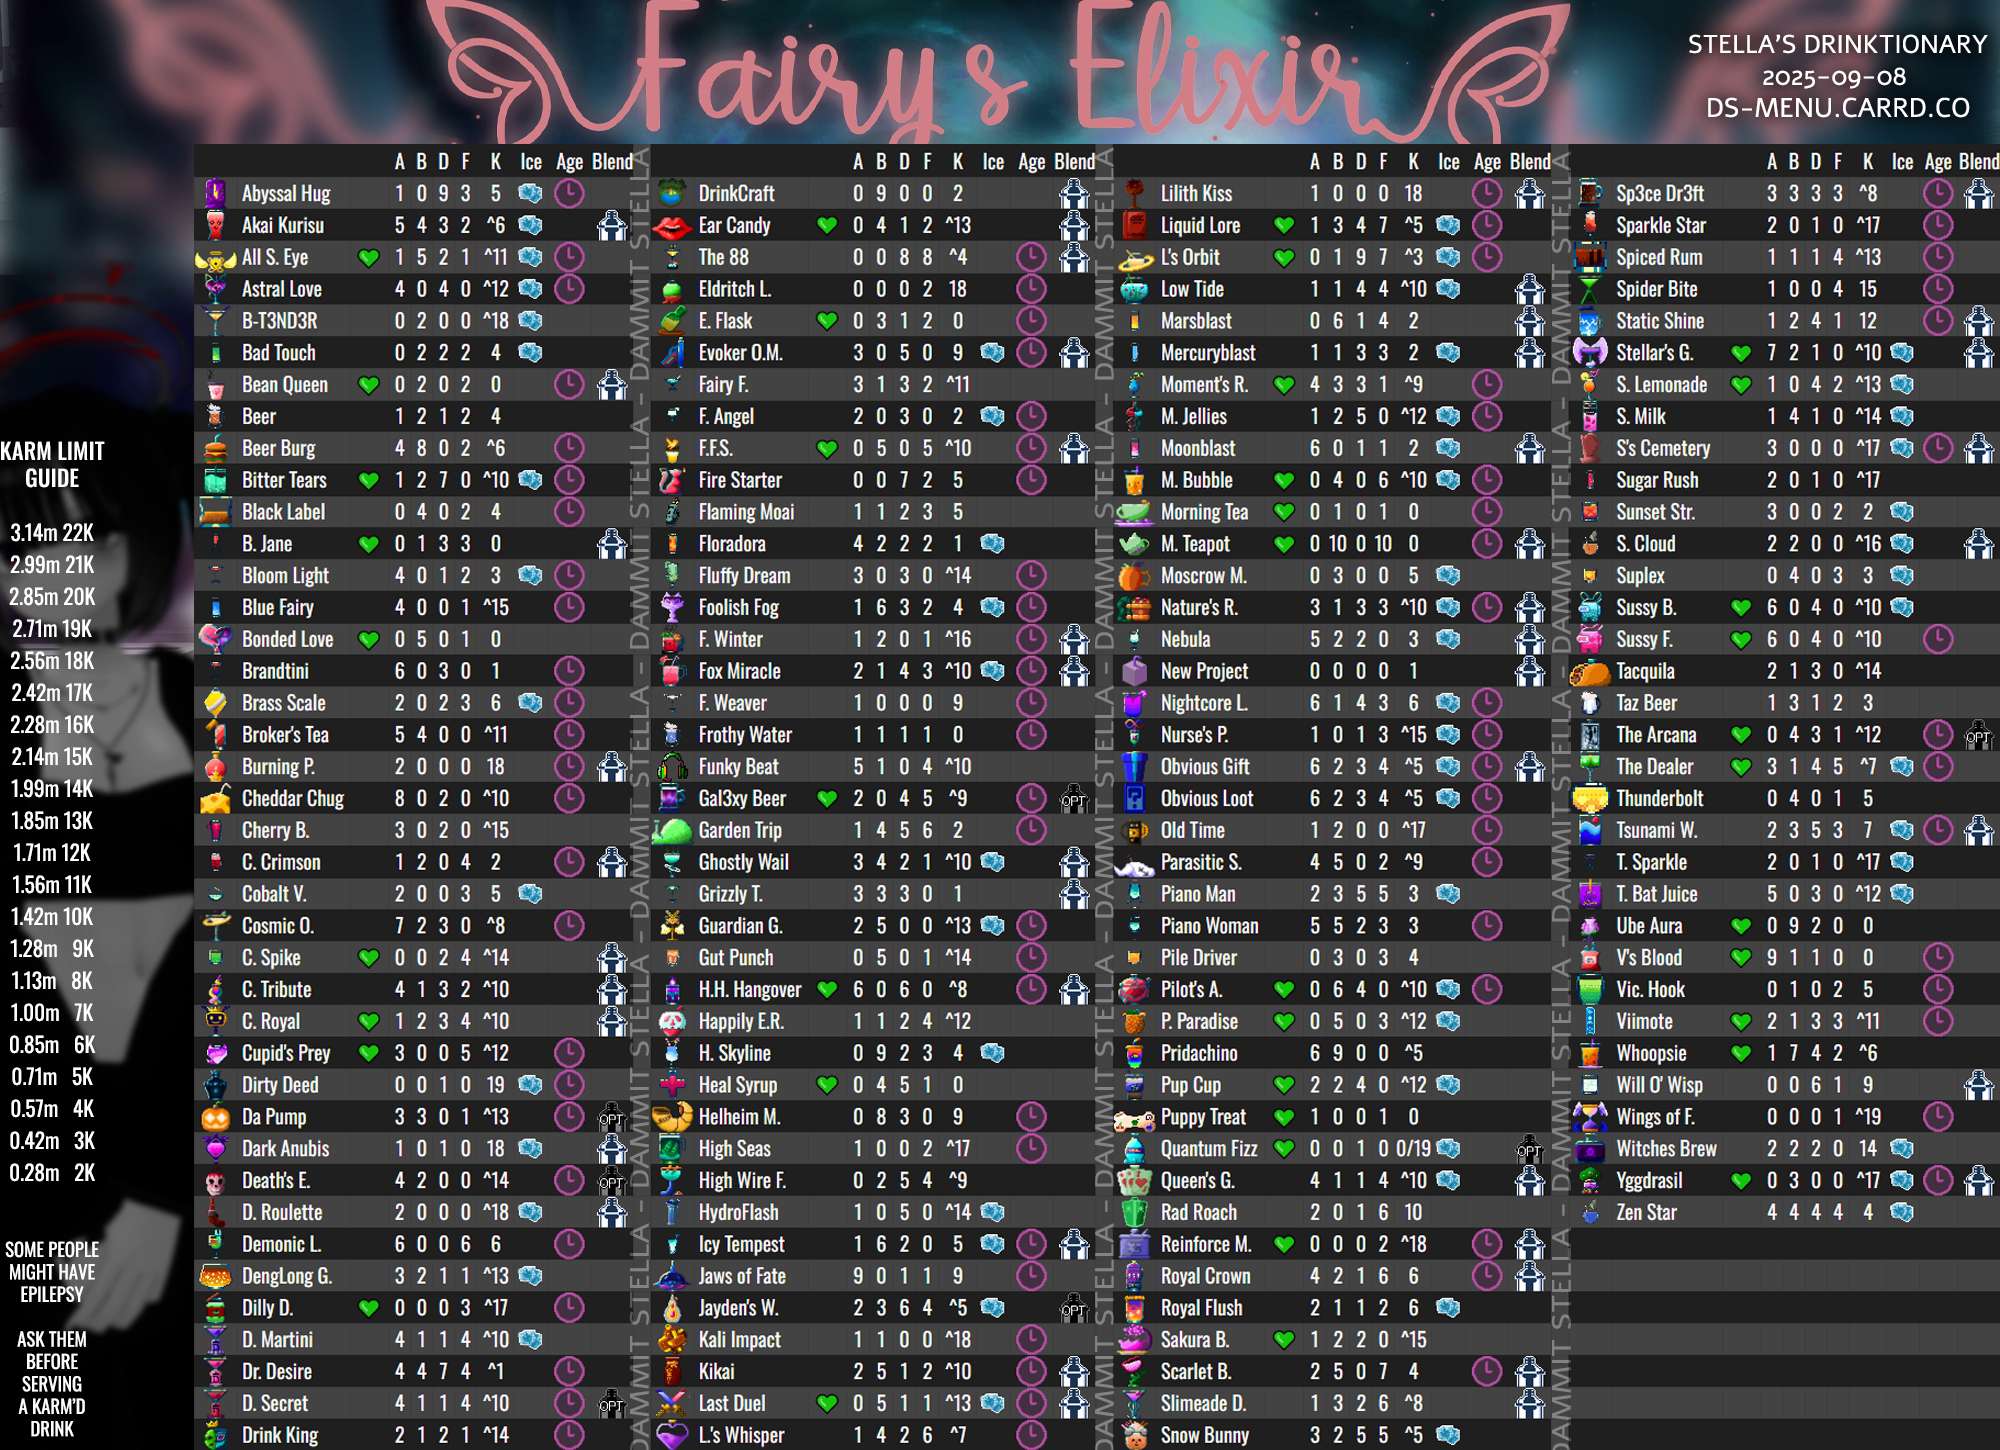 Fairy's Elixir
STELLA'S DRINKTIONARY
2025-09-08
DS-MENU.CARRD.CO
KARM LIMIT
GUIDE
3.14m 22K
2.99m 21K
2.85m 20K
2.71m 19K
2.56m 18K
2.42m 17K
2.28m 16K
2.14m 15K
1.99m 14K
1.85m 13K
1.71m 12K
1.56m 11K
1.42m 10K
1.28m 9K
1.13m 8K
1.00m 7K
0.85m 6K
0.71m 5K
0.57m 4K
0.42m 3K
0.28m 2K
SOME PEOPLE
MIGHT HAVE
EPILEPSY
ASK THEM
BEFORE
SERVING
A KARM'D
DRINK
A B D F K Ice Age Blend
Abyssal Hug 1 0 9 3 5
Akai Kurisu 5 4 3 2 ^6
All S. Eye 1 5 2 1 ^11
Astral Love 4 0 4 0 ^12
B-T3ND3R 0 2 0 0 ^18
Bad Touch 0 2 2 2 4
Bean Queen 0 2 0 2 0
Beer 1 2 1 2 4
Beer Burg 4 8 0 2 ^6
Bitter Tears 1 2 7 0 ^10
Black Label 0 4 0 2 4
B. Jane 0 1 3 3 0
Bloom Light 4 0 1 2 3
Blue Fairy 4 0 0 1 ^15
Bonded Love 0 5 0 1 0
Brandtini 6 0 3 0 1
Brass Scale 2 0 2 3 6
Broker's Tea 5 4 0 0 ^11
Burning P. 2 0 0 0 18
Cheddar Chug 8 0 2 0 ^10
Cherry B. 3 0 2 0 ^15
C. Crimson 1 2 0 4 2
Cobalt V. 2 0 0 3 5
Cosmic O. 7 2 3 0 ^8
C. Spike 0 0 2 4 ^14
C. Tribute 4 1 3 2 ^10
C. Royal 1 2 3 4 ^10
Cupid's Prey 3 0 0 5 ^12
Dirty Deed 0 0 1 0 19
Da Pump 3 3 0 1 ^13 OPT
Dark Anubis 1 0 1 0 18
Death's E. 4 2 0 0 ^14 OPT
D. Roulette 2 0 0 0 ^18
Demonic L. 6 0 0 6 6
DengLong G. 3 2 1 1 ^13
Dilly D. 0 0 0 3 ^17
D. Martini 4 1 1 4 ^10
Dr. Desire 4 4 7 4 ^1
D. Secret 4 1 1 4 ^10 OPT
Drink King 2 1 2 1 ^14
DAMMIT STELLA - DAMMIT STELLA - DAMMIT STELLA - DAMMIT STELLA
A B D F K Ice Age Blend
DrinkCraft 0 9 0 0 2
Ear Candy 0 4 1 2 ^13
The 88 0 0 8 8 ^4
Eldritch L. 0 0 0 2 18
E. Flask 0 3 1 2 0
Evoker O.M. 3 0 5 0 9
Fairy F. 3 1 3 2 ^11
F. Angel 2 0 3 0 2
F.F.S. 0 5 0 5 ^10
Fire Starter 0 0 7 2 5
Flaming Moai 1 1 2 3 5
Floradora 4 2 2 2 1
Fluffy Dream 3 0 3 0 ^14
Foolish Fog 1 6 3 2 4
F. Winter 1 2 0 1 ^16
Fox Miracle 2 1 4 3 ^10
F. Weaver 1 0 0 0 9
Frothy Water 1 1 1 1 0
Funky Beat 5 1 0 4 ^10
Gal3xy Beer 2 0 4 5 ^9 OPT
Garden Trip 1 4 5 6 2
Ghostly Wail 3 4 2 1 ^10
Grizzly T. 3 3 3 0 1
Guardian G. 2 5 0 0 ^13
Gut Punch 0 5 0 1 ^14
H.H. Hangover 6 0 6 0 ^8
Happily E.R. 1 1 2 4 ^12
H. Skyline 0 9 2 3 4
Heal Syrup 0 4 5 1 0
Helheim M. 0 8 3 0 9
High Seas 1 0 0 2 ^17
High Wire F. 0 2 5 4 ^9
HydroFlash 1 0 5 0 ^14
Icy Tempest 1 6 2 0 5
Jaws of Fate 9 0 1 1 9
Jayden's W. 2 3 6 4 ^5 OPT
Kali Impact 1 1 0 0 ^18
Kikai 2 5 1 2 ^10
Last Duel 0 5 1 1 ^13
L.'s Whisper 1 4 2 6 ^7
DAMMIT STELLA - DAMMIT STELLA - DAMMIT STELLA - DAMMIT STELLA
A B D F K Ice Age Blend
Lilith Kiss 1 0 0 0 18
Liquid Lore 1 3 4 7 ^5
L's Orbit 0 1 9 7 ^3
Low Tide 1 1 4 4 ^10
Marsblast 0 6 1 4 2
Mercuryblast 1 1 3 3 2
Moment's R. 4 3 3 1 ^9
M. Jellies 1 2 5 0 ^12
Moonblast 6 0 1 1 2
M. Bubble 0 4 0 6 ^10
Morning Tea 0 1 0 1 0
M. Teapot 0 10 0 10 0
Moscrow M. 0 3 0 0 5
Nature's R. 3 1 3 3 ^10
Nebula 5 2 2 0 3
New Project 0 0 0 0 1
Nightcore L. 6 1 4 3 6
Nurse's P. 1 0 1 3 ^15
Obvious Gift 6 2 3 4 ^5
Obvious Loot 6 2 3 4 ^5
Old Time 1 2 0 0 ^17
Parasitic S. 4 5 0 2 ^9
Piano Man 2 3 5 5 3
Piano Woman 5 5 2 3 3
Pile Driver 0 3 0 3 4
Pilot's A. 0 6 4 0 ^10
P. Paradise 0 5 0 3 ^12
Pridachino 6 9 0 0 ^5
Pup Cup 2 2 4 0 ^12
Puppy Treat 1 0 0 1 0
Quantum Fizz 0 0 1 0 0/19 OPT
Queen's G. 4 1 1 4 ^10
Rad Roach 2 0 1 6 10
Reinforce M. 0 0 0 2 ^18
Royal Crown 4 2 1 6 6
Royal Flush 2 1 1 2 6
Sakura B. 1 2 2 0 ^15
Scarlet B. 2 5 0 7 4
Slimeade D. 1 3 2 6 ^8
Snow Bunny 3 2 5 5 ^5
DAMMIT STELLA - DAMMIT STELLA - DAMMIT STELLA - DAMMIT STELLA
A B D F K Ice Age Blend
Sp3ce Dr3ft 3 3 3 3 ^8
Sparkle Star 2 0 1 0 ^17
Spiced Rum 1 1 1 4 ^13
Spider Bite 1 0 0 4 15
Static Shine 1 2 4 1 12
Stellar's G. 7 2 1 0 ^10
S. Lemonade 1 0 4 2 ^13
S. Milk 1 4 1 0 ^14
S's Cemetery 3 0 0 0 ^17
Sugar Rush 2 0 1 0 ^17
Sunset Str. 3 0 0 2 2
S. Cloud 2 2 0 0 ^16
Suplex 0 4 0 3 3
Sussy B. 6 0 4 0 ^10
Sussy F. 6 0 4 0 ^10
Tacquila 2 1 3 0 ^14
Taz Beer 1 3 1 2 3
The Arcana 0 4 3 1 ^12 OPT
The Dealer 3 1 4 5 ^7
Thunderbolt 0 4 0 1 5
Tsunami W. 2 3 5 3 7
T. Sparkle 2 0 1 0 ^17
T. Bat Juice 5 0 3 0 ^12
Ube Aura 0 9 2 0 0
V's Blood 9 1 1 0 0
Vic. Hook 0 1 0 2 5
Viimote 2 1 3 3 ^11
Whoopsie 1 7 4 2 ^6
Will O' Wisp 0 0 6 1 9
Wings of F. 0 0 0 1 ^19
Witches Brew 2 2 2 0 14
Yggdrasil 0 3 0 0 ^17
Zen Star 4 4 4 4 4